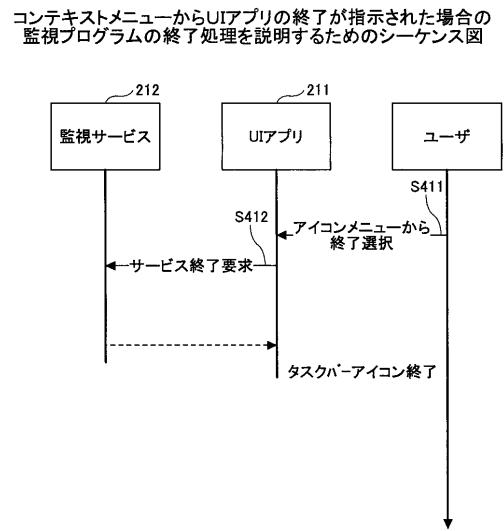 コンテキストメニューからUIアプリの終了が指示された場合の
監視プログラムの終了処理を説明するためのシーケンス図
212
211
監視サービス
UIアプリ
ユーザ
S411
アイコンメニューから
終了選択
S412
サービス終了要求
タスクバーアイコン終了